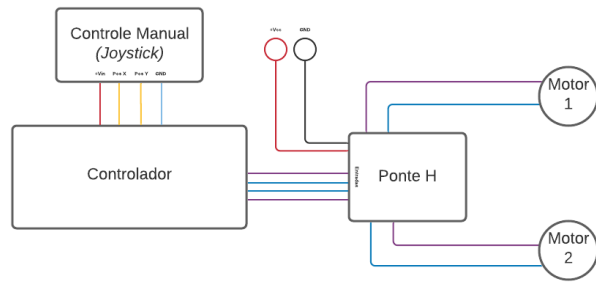 Controle Manual
(Joystick)
+Vin Pos X Pos Y GND
+Vcc GND
Motor
1
Controlador
Entradas
Ponte H
Motor
2